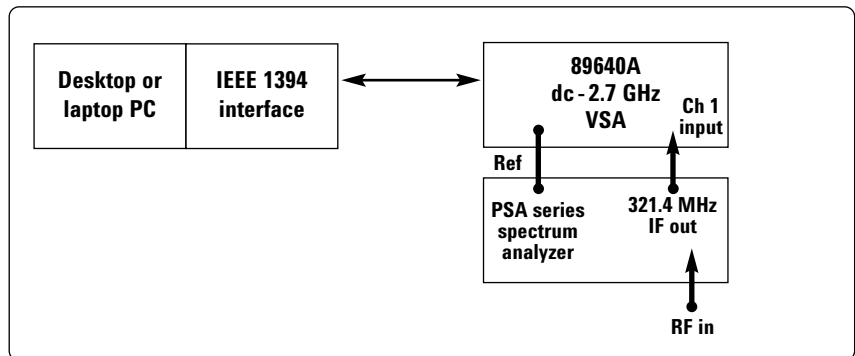 Desktop or
laptop PC
IEEE 1394
interface
89640A
dc - 2.7 GHz
VSA
Ch 1
input
Ref
PSA series
spectrum
analyzer
321.4 MHz
IF out
RF in